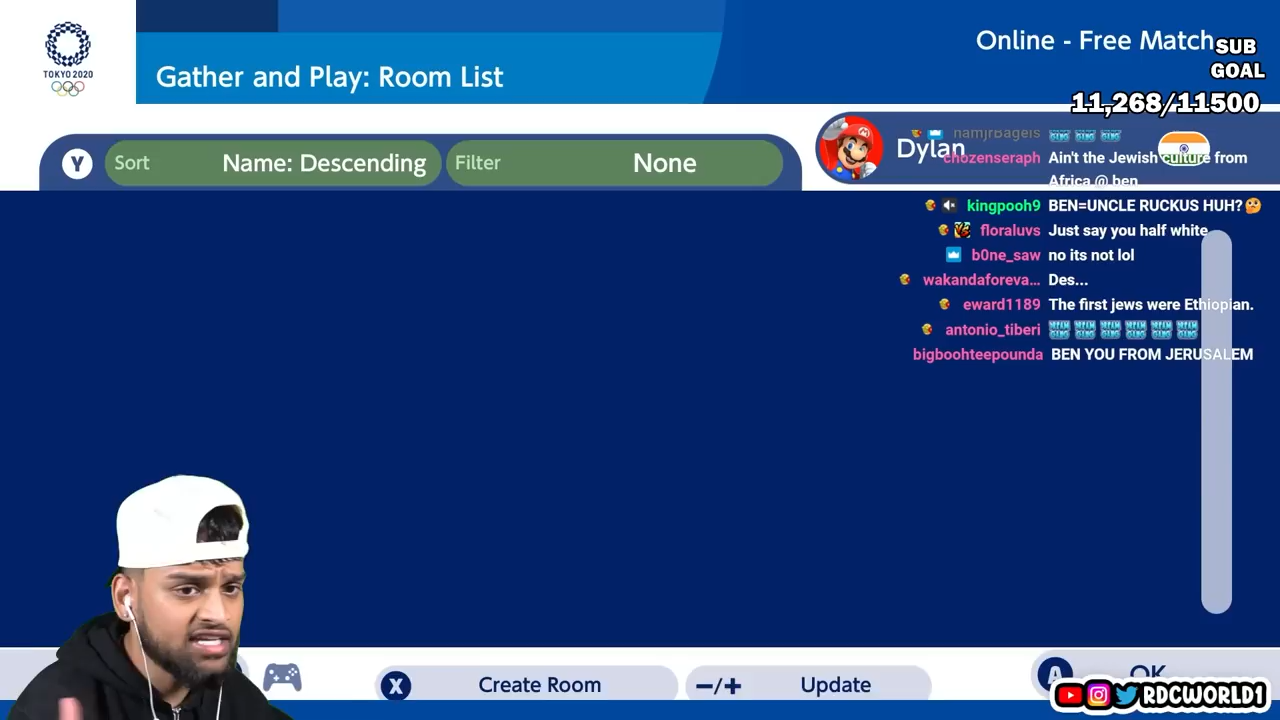 TOKYO 2020
Gather and Play: Room List
Online - Free Match
SUB
GOAL
11,268/11500
Y Sort Name: Descending Filter None
Dylan
namjrBagels
chozenseraph Ain't the Jewish culture from
Africa @ ben
kingpooh9 BEN=UNCLE RUCKUS HUH?🤔
floraluvs Just say you half white
b0ne_saw no its not lol
wakandaforeva... Des...
eward1189 The first jews were Ethiopian.
antonio_tiberi
bigboohteepounda BEN YOU FROM JERUSALEM
X Create Room
−/+ Update
A OK
RDCWORLD1